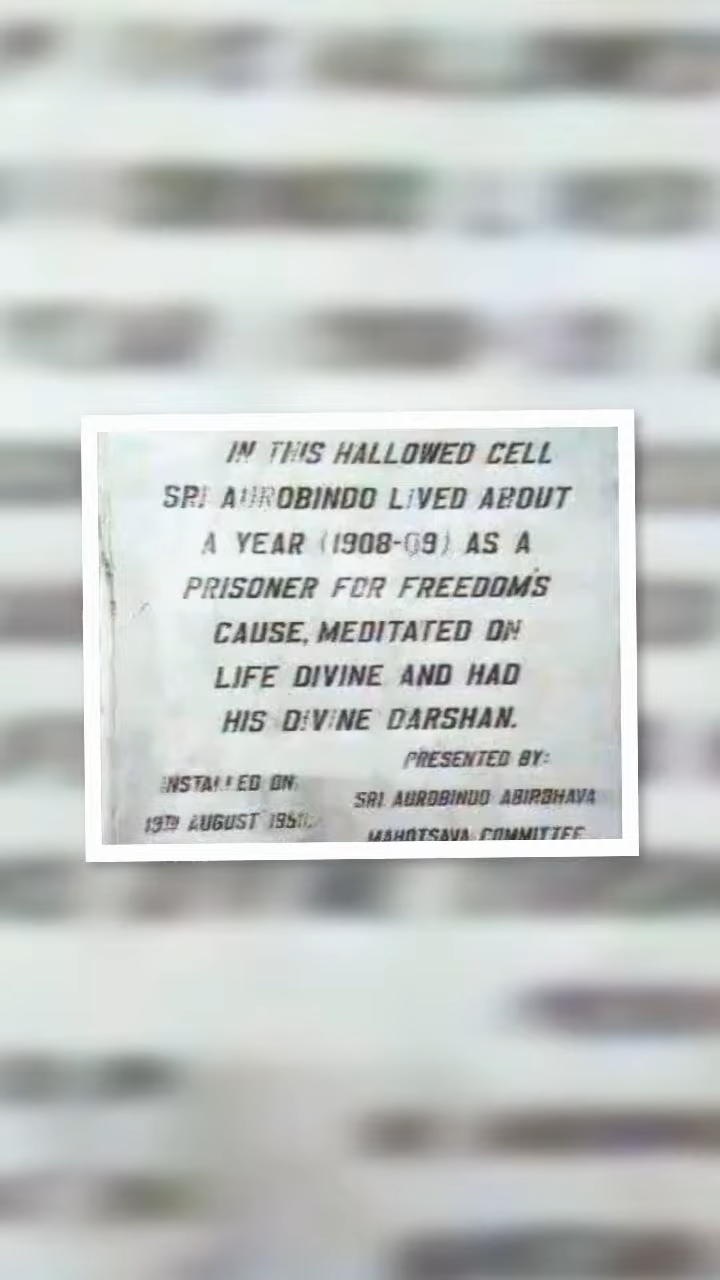 IN THIS HALLOWED CELL
SRI AUROBINDO LIVED ABOUT
A YEAR (1908-09) AS A
PRISONER FOR FREEDOM'S
CAUSE, MEDITATED ON
LIFE DIVINE AND HAD
HIS DIVINE DARSHAN.
PRESENTED BY:
SRI AUROBINDO ABIRBHAVA
MAHOTSAVA COMMITTEE
INSTALLED ON
AUGUST